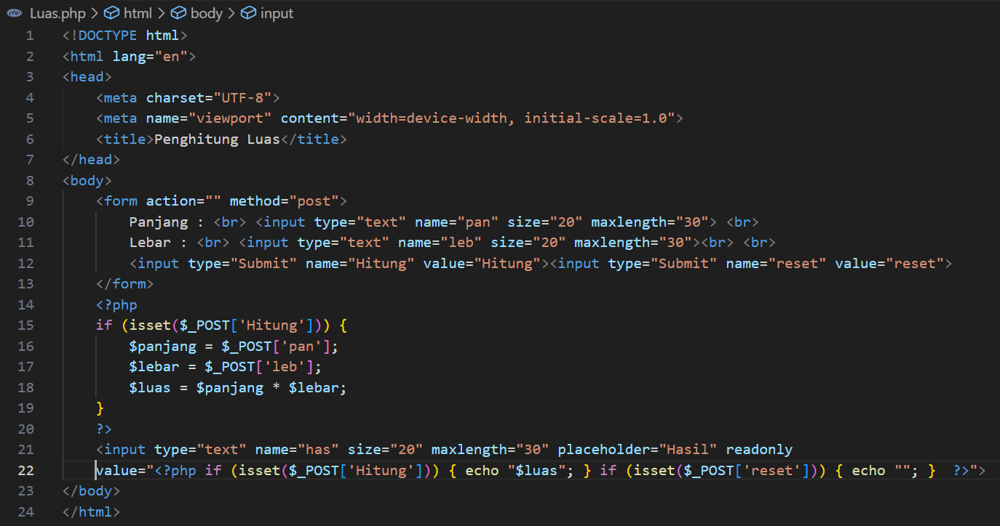 php Luas.php > html > body > input
1 <!DOCTYPE html>
2 <html lang="en">
3 <head>
4 <meta charset="UTF-8">
5 <meta name="viewport" content="width=device-width, initial-scale=1.0">
6 <title>Penghitung Luas</title>
7 </head>
8 <body>
9 <form action="" method="post">
10 Panjang : <br> <input type="text" name="pan" size="20" maxlength="30"> <br>
11 Lebar : <br> <input type="text" name="leb" size="20" maxlength="30"><br> <br>
12 <input type="Submit" name="Hitung" value="Hitung"><input type="Submit" name="reset" value="reset">
13 </form>
14 <?php
15 if (isset($_POST['Hitung'])) {
16 $panjang = $_POST['pan'];
17 $lebar = $_POST['leb'];
18 $luas = $panjang * $lebar;
19 }
20 ?>
21 <input type="text" name="has" size="20" maxlength="30" placeholder="Hasil" readonly
22 value="<?php if (isset($_POST['Hitung'])) { echo "$luas"; } if (isset($_POST['reset'])) { echo ""; }  ?>">
23 </body>
24 </html>